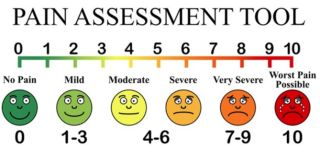 PAIN ASSESSMENT TOOL
0 1 2 3 4 5 6 7 8 9 10
No Pain Mild Moderate Severe Very Severe Worst Pain Possible
0 1-3 4-6 7-9 10